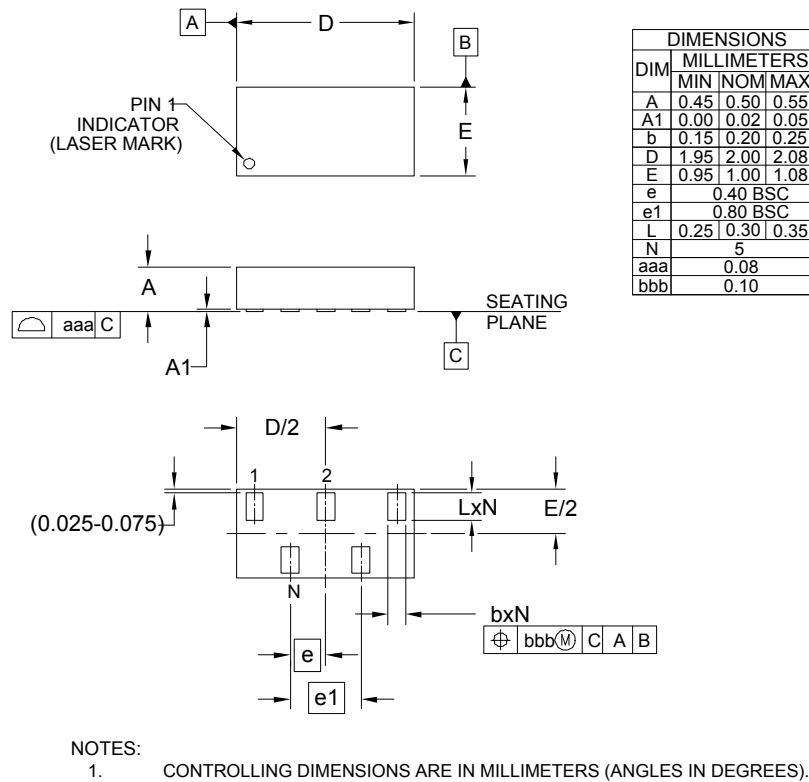 A
D
B
PIN 1
INDICATOR
(LASER MARK)
E
DIMENSIONS
DIM MILLIMETERS
MIN NOM MAX
A 0.45 0.50 0.55
A1 0.00 0.02 0.05
b 0.15 0.20 0.25
D 1.95 2.00 2.08
E 0.95 1.00 1.08
e 0.40 BSC
e1 0.80 BSC
L 0.25 0.30 0.35
N 5
aaa 0.08
bbb 0.10
A
SEATING
PLANE
aaa C
A1
C
D/2
1 2
(0.025-0.075)
LxN
E/2
N
bxN
bbb Ⓜ C A B
e
e1
NOTES:
1. CONTROLLING DIMENSIONS ARE IN MILLIMETERS (ANGLES IN DEGREES).